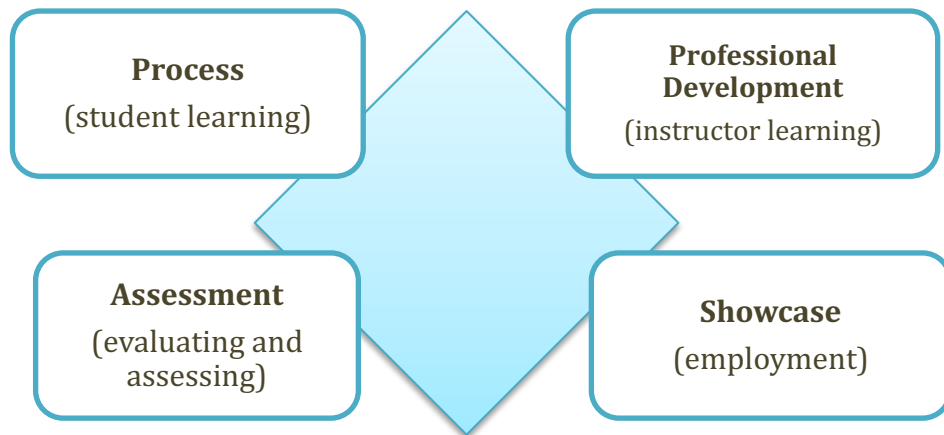 Process
(student learning)
Professional
Development
(instructor learning)
Assessment
(evaluating and
assessing)
Showcase
(employment)